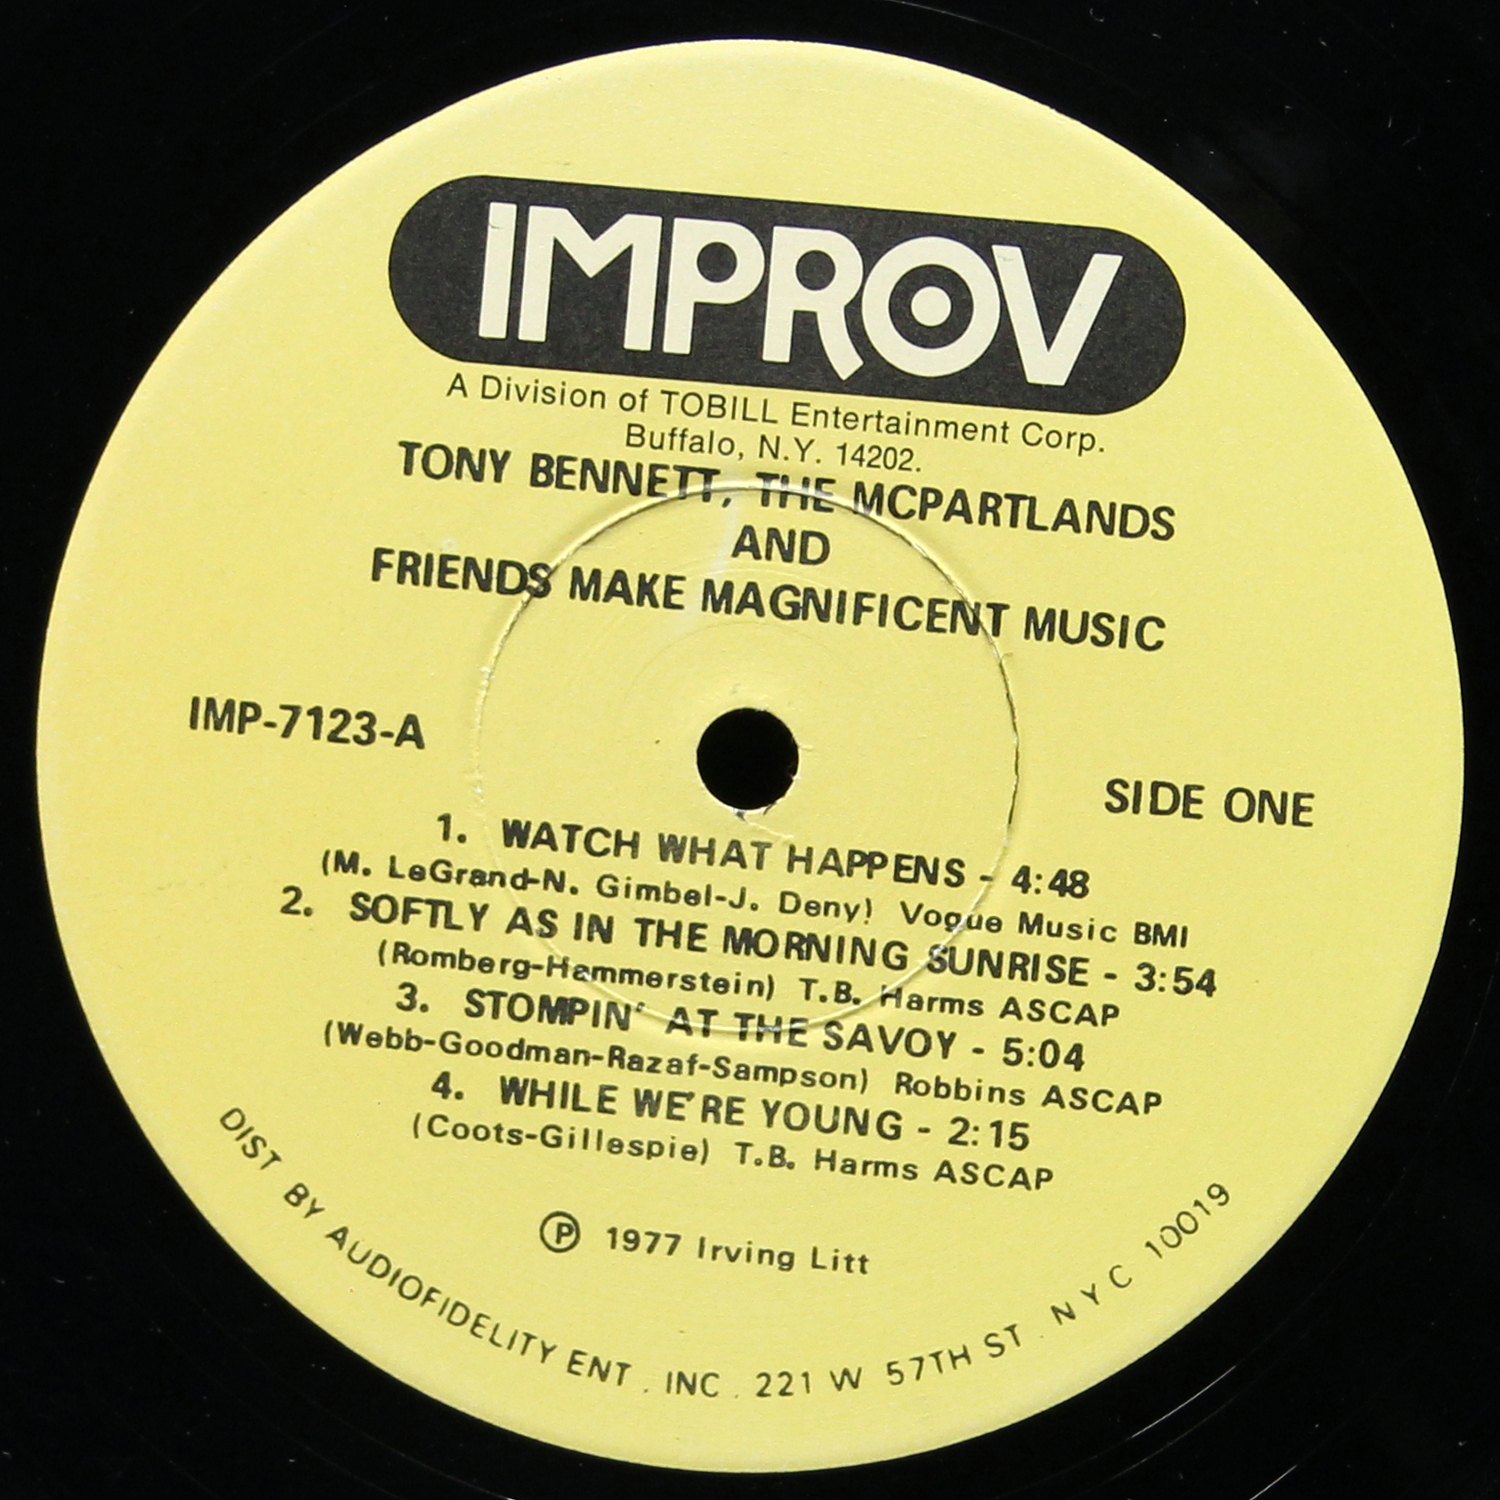 IMPROV
A Division of TOBILL Entertainment Corp.
Buffalo, N.Y. 14202.
TONY BENNETT, THE MCPARTLANDS
AND
FRIENDS MAKE MAGNIFICENT MUSIC
IMP-7123-A
SIDE ONE
1. WATCH WHAT HAPPENS - 4:48
(M. LeGrand-N. Gimbel-J. Deny) Vogue Music BMI
2. SOFTLY AS IN THE MORNING SUNRISE - 3:54
(Romberg-Hammerstein) T.B. Harms ASCAP
3. STOMPIN' AT THE SAVOY - 5:04
(Webb-Goodman-Razaf-Sampson) Robbins ASCAP
4. WHILE WE'RE YOUNG - 2:15
(Coots-Gillespie) T.B. Harms ASCAP
Ⓟ 1977 Irving Litt
DIST BY AUDIOFIDELITY ENT. INC. 221 W 57TH ST. NYC 10019